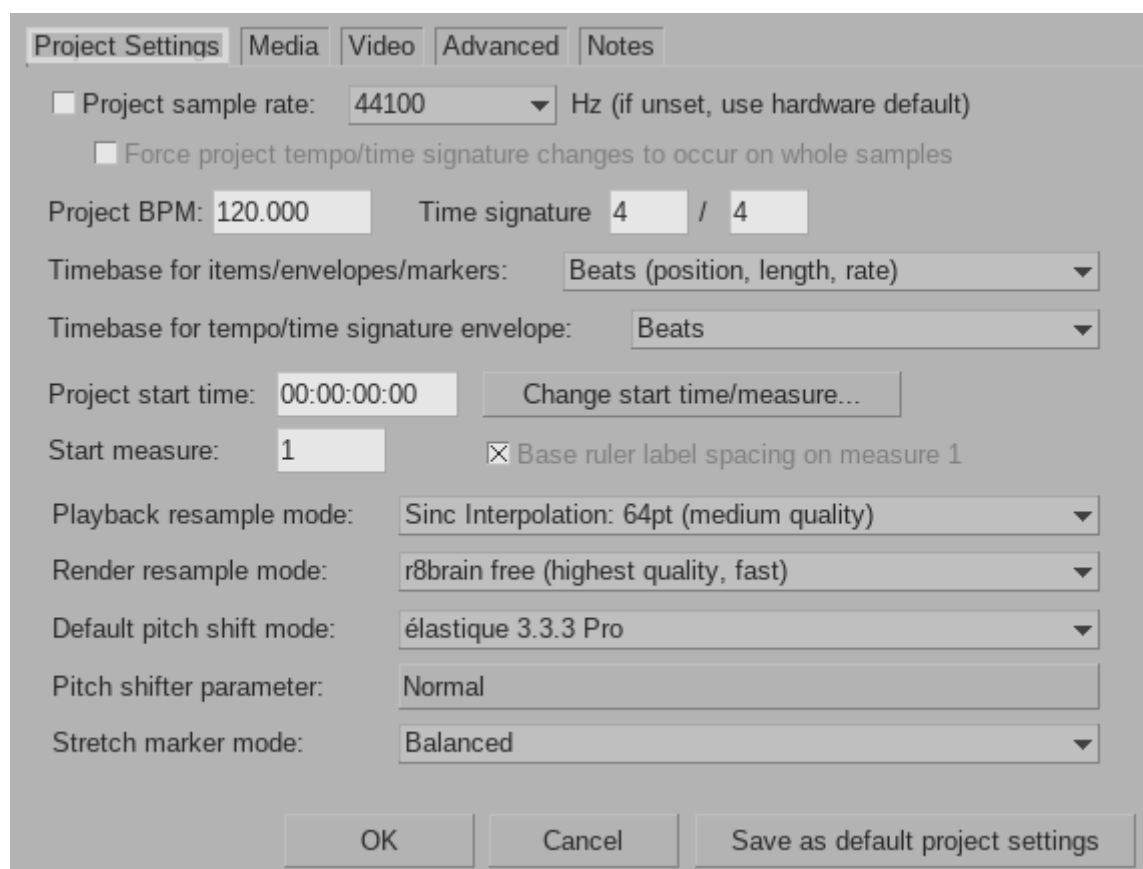 Project Settings Media Video Advanced Notes
Project sample rate: 44100 Hz (if unset, use hardware default)
Force project tempo/time signature changes to occur on whole samples
Project BPM: 120.000 Time signature 4 / 4
Timebase for items/envelopes/markers: Beats (position, length, rate)
Timebase for tempo/time signature envelope: Beats
Project start time: 00:00:00:00 Change start time/measure...
Start measure: 1 Base ruler label spacing on measure 1
Playback resample mode: Sinc Interpolation: 64pt (medium quality)
Render resample mode: r8brain free (highest quality, fast)
Default pitch shift mode: élastique 3.3.3 Pro
Pitch shifter parameter: Normal
Stretch marker mode: Balanced
OK Cancel Save as default project settings